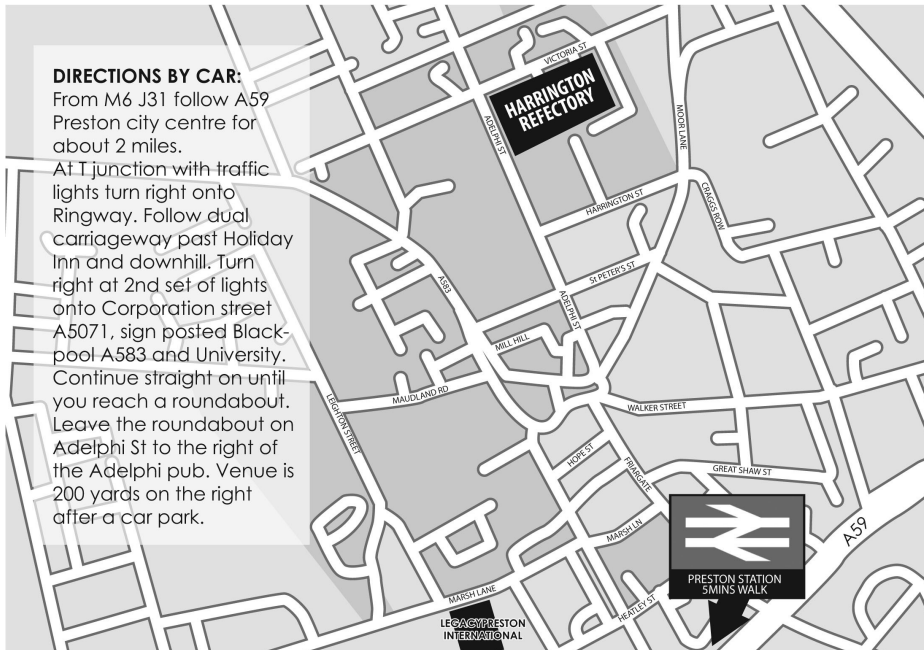 DIRECTIONS BY CAR:
From M6 J31 follow A59
Preston city centre for
about 2 miles.
At T junction with traffic
lights turn right onto
Ringway. Follow dual
carriageway past Holiday
Inn and downhill. Turn
right at 2nd set of lights
onto Corporation street
A5071, sign posted Black-
pool A583 and University.
Continue straight on until
you reach a roundabout.
Leave the roundabout on
Adelphi St to the right of
the Adelphi pub. Venue is
200 yards on the right
after a car park.
VICTORIA ST
HARRINGTON
REFECTORY
ADELPHI ST
MOOR LANE
HARRINGTON ST
CRAGGS ROW
St PETER'S ST
A583
ADELPHI ST
MILL HILL
MAUDLAND RD
LEIGHTON STREET
WALKER STREET
HOPE ST
FRIARGATE
GREAT SHAW ST
MARSH LN
A59
PRESTON STATION
5MINS WALK
MARSH LANE
HEATLEY ST
LEGACYPRESTON
INTERNATIONAL